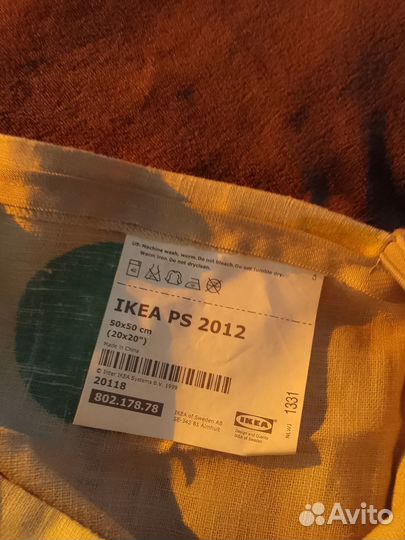 US: Machine wash, warm. Do not bleach. Do not tumble dry.
Warm iron. Do not dryclean.
IKEA PS 2012
50x50 cm
(20x20")
Made in China
© Inter IKEA Systems B.V. 1999
20118
802.178.78
IKEA of Sweden AB
SE-343 81 Älmhult
IKEA
Design and Quality
IKEA of Sweden
1331
NLWJ
Avito